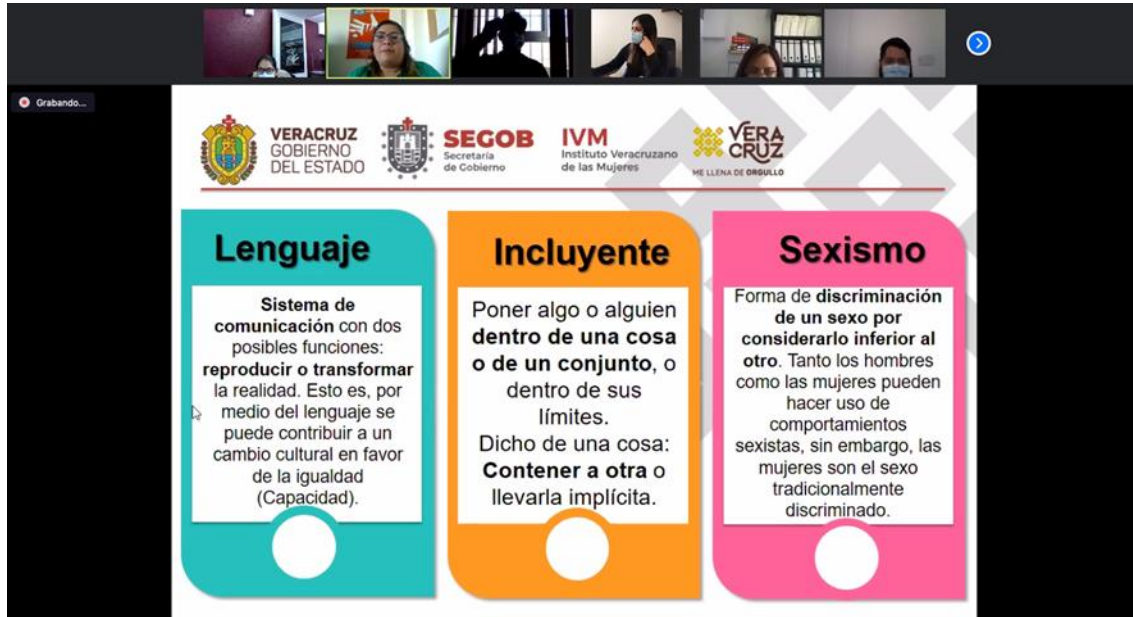 Grabando...
VERACRUZ
GOBIERNO
DEL ESTADO
SEGOB
Secretaría
de Gobierno
IVM
Instituto Veracruzano
de las Mujeres
VERA
CRUZ
ME LLENA DE ORGULLO
Lenguaje
Sistema de
comunicación con dos
posibles funciones:
reproducir o transformar
la realidad. Esto es, por
medio del lenguaje se
puede contribuir a un
cambio cultural en favor
de la igualdad
(Capacidad).
Incluyente
Poner algo o alguien
dentro de una cosa
o de un conjunto, o
dentro de sus
límites.
Dicho de una cosa:
Contener a otra o
llevarla implícita.
Sexismo
Forma de discriminación
de un sexo por
considerarlo inferior al
otro. Tanto los hombres
como las mujeres pueden
hacer uso de
comportamientos
sexistas, sin embargo, las
mujeres son el sexo
tradicionalmente
discriminado.